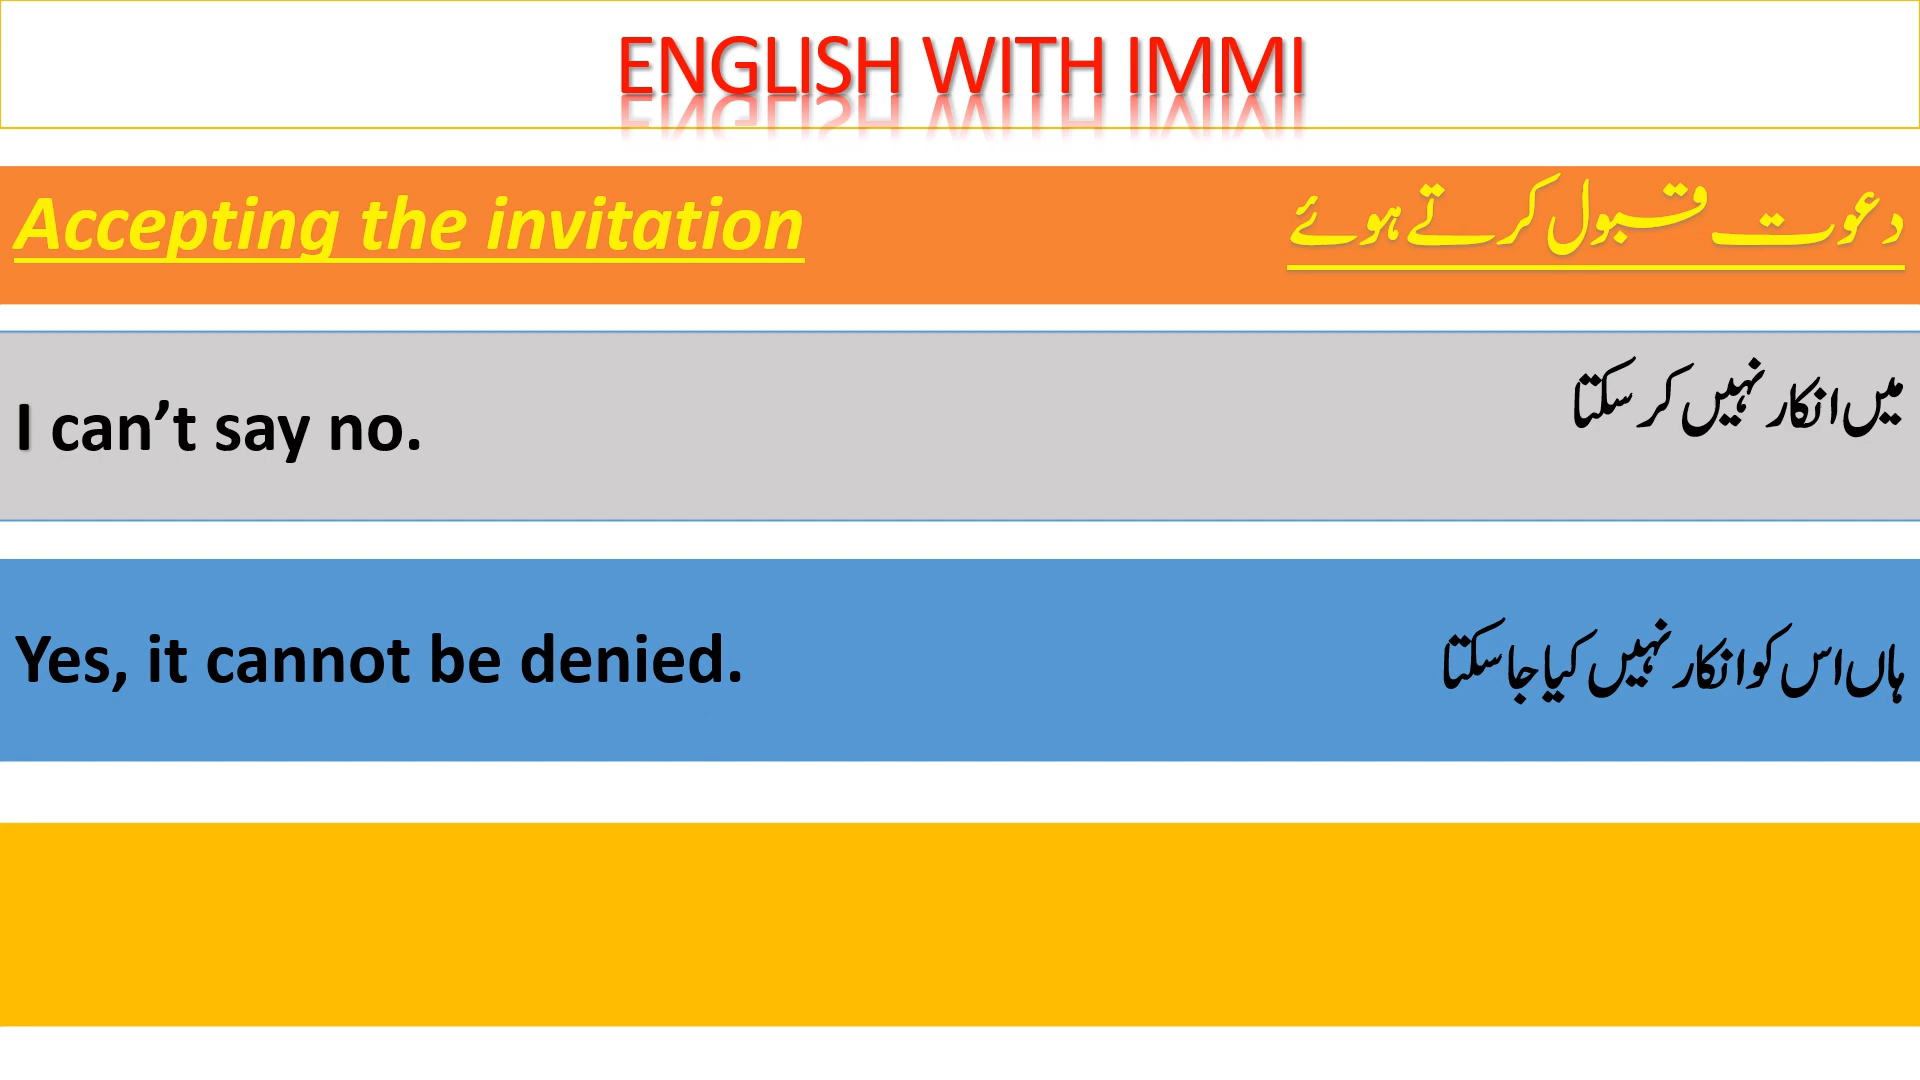 ENGLISH WITH IMMI
Accepting the invitation
دعوت قبول کرتے ہوئے
I can’t say no.
میں انکار نہیں کر سکتا
Yes, it cannot be denied.
ہاں اس کو انکار نہیں کیا جا سکتا